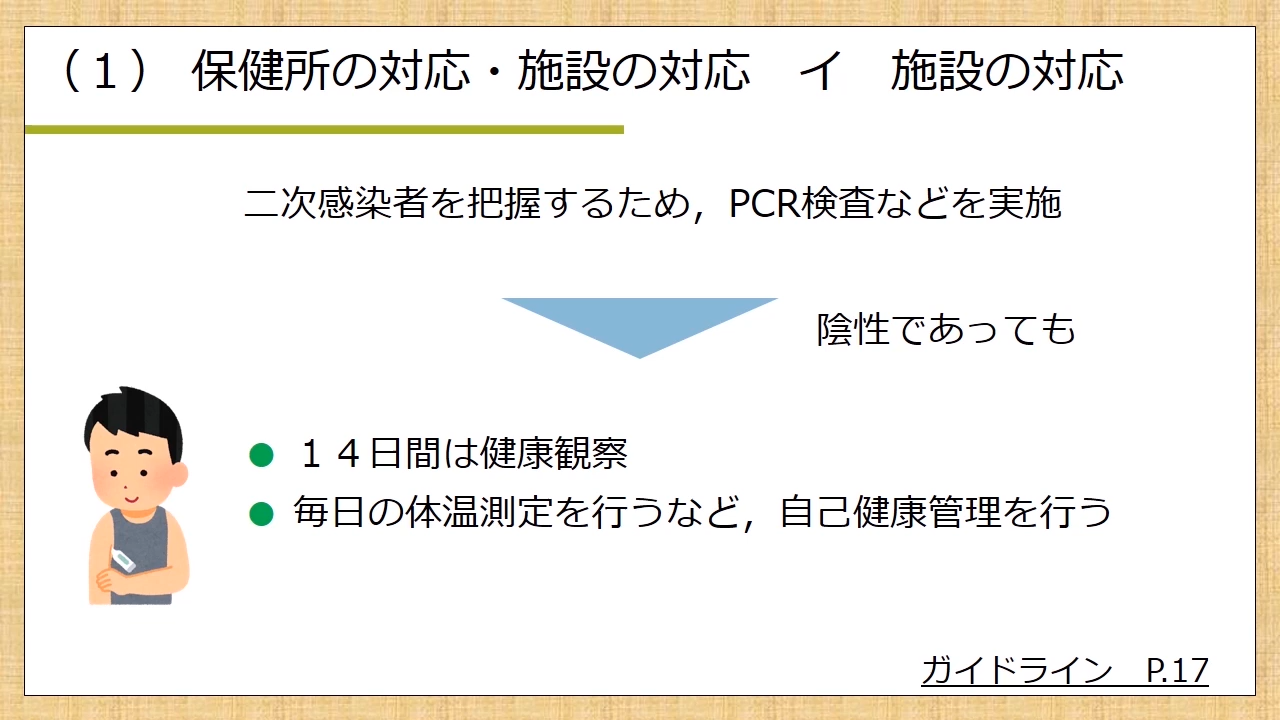 （１） 保健所の対応・施設の対応　イ　施設の対応
二次感染者を把握するため，PCR検査などを実施
陰性であっても
● １４日間は健康観察
● 毎日の体温測定を行うなど，自己健康管理を行う
ガイドライン　P.17